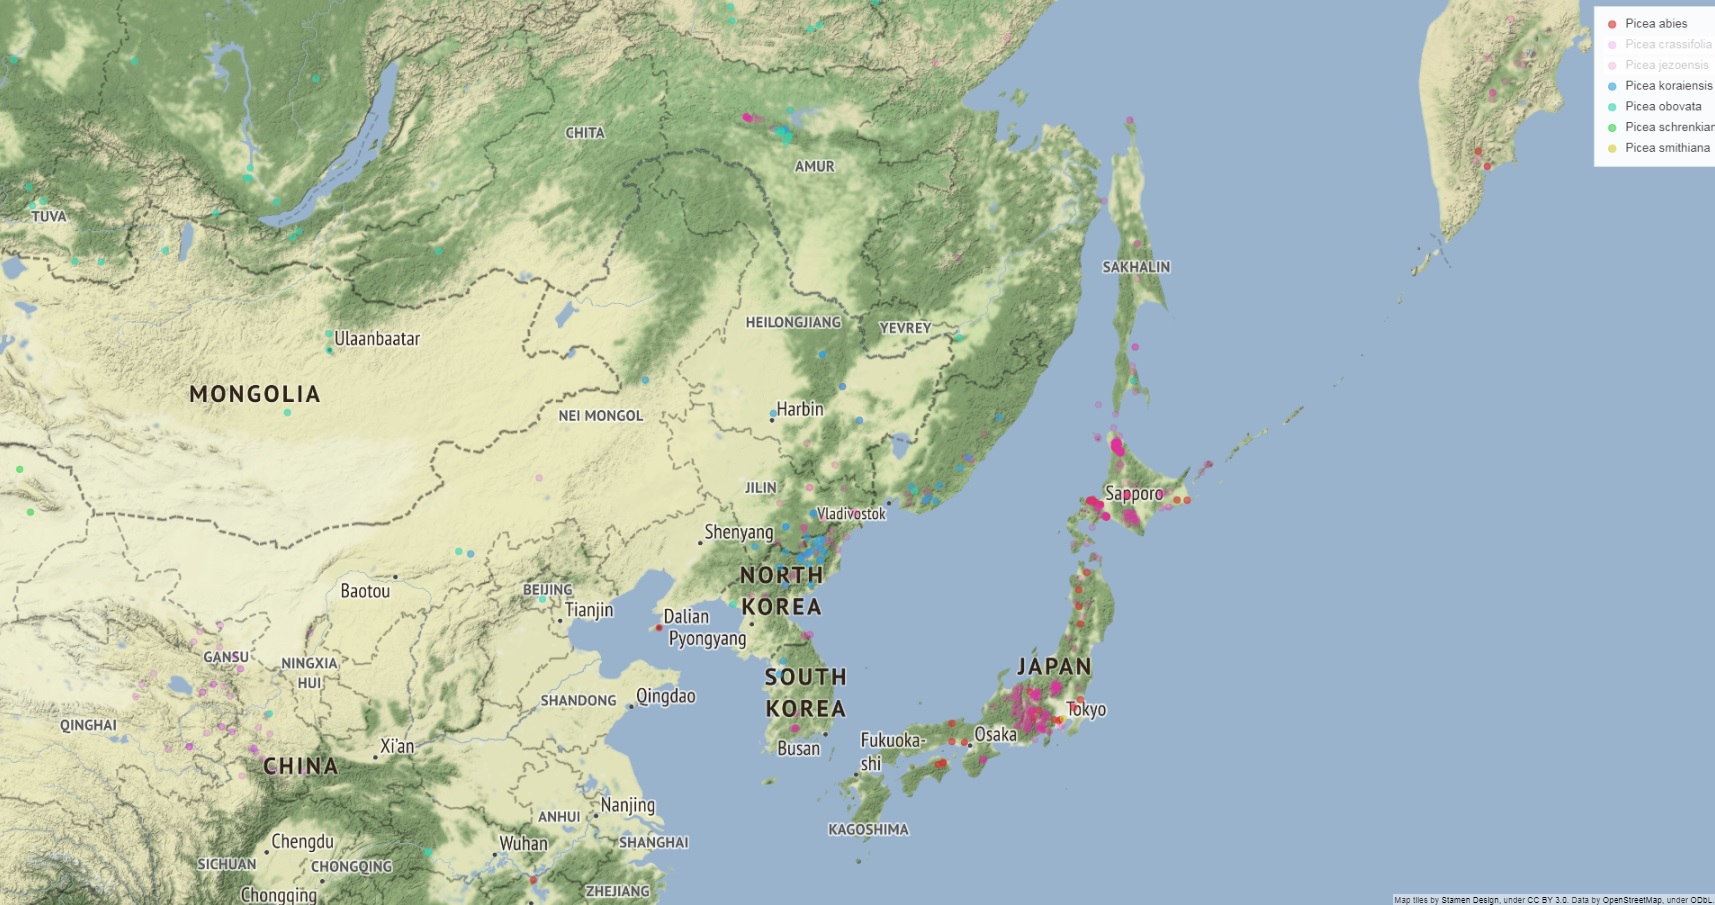 Picea abies
Picea crassifolia
Picea jezoensis
Picea koraiensis
Picea obovata
Picea schrenkian
Picea smithiana
CHITA
AMUR
TUVA
SAKHALIN
HEILONGJIANG
YEVREY
Ulaanbaatar
MONGOLIA
NEI MONGOL
Harbin
JILIN
Sapporo
Vladivostok
Shenyang
NORTH
KOREA
Baotou
BEIJING
Tianjin
Dalian
Pyongyang
GANSU
NINGXIA
HUI
JAPAN
SOUTH
KOREA
SHANDONG
Qingdao
Tokyo
QINGHAI
Xi'an
Busan
Fukuoka-
shi
Osaka
CHINA
Nanjing
ANHUI
KAGOSHIMA
Chengdu
Wuhan
SHANGHAI
SICHUAN
CHONGQING
Chongqing
ZHEJIANG
Map tiles by Stamen Design, under CC BY 3.0. Data by OpenStreetMap, under ODbL.